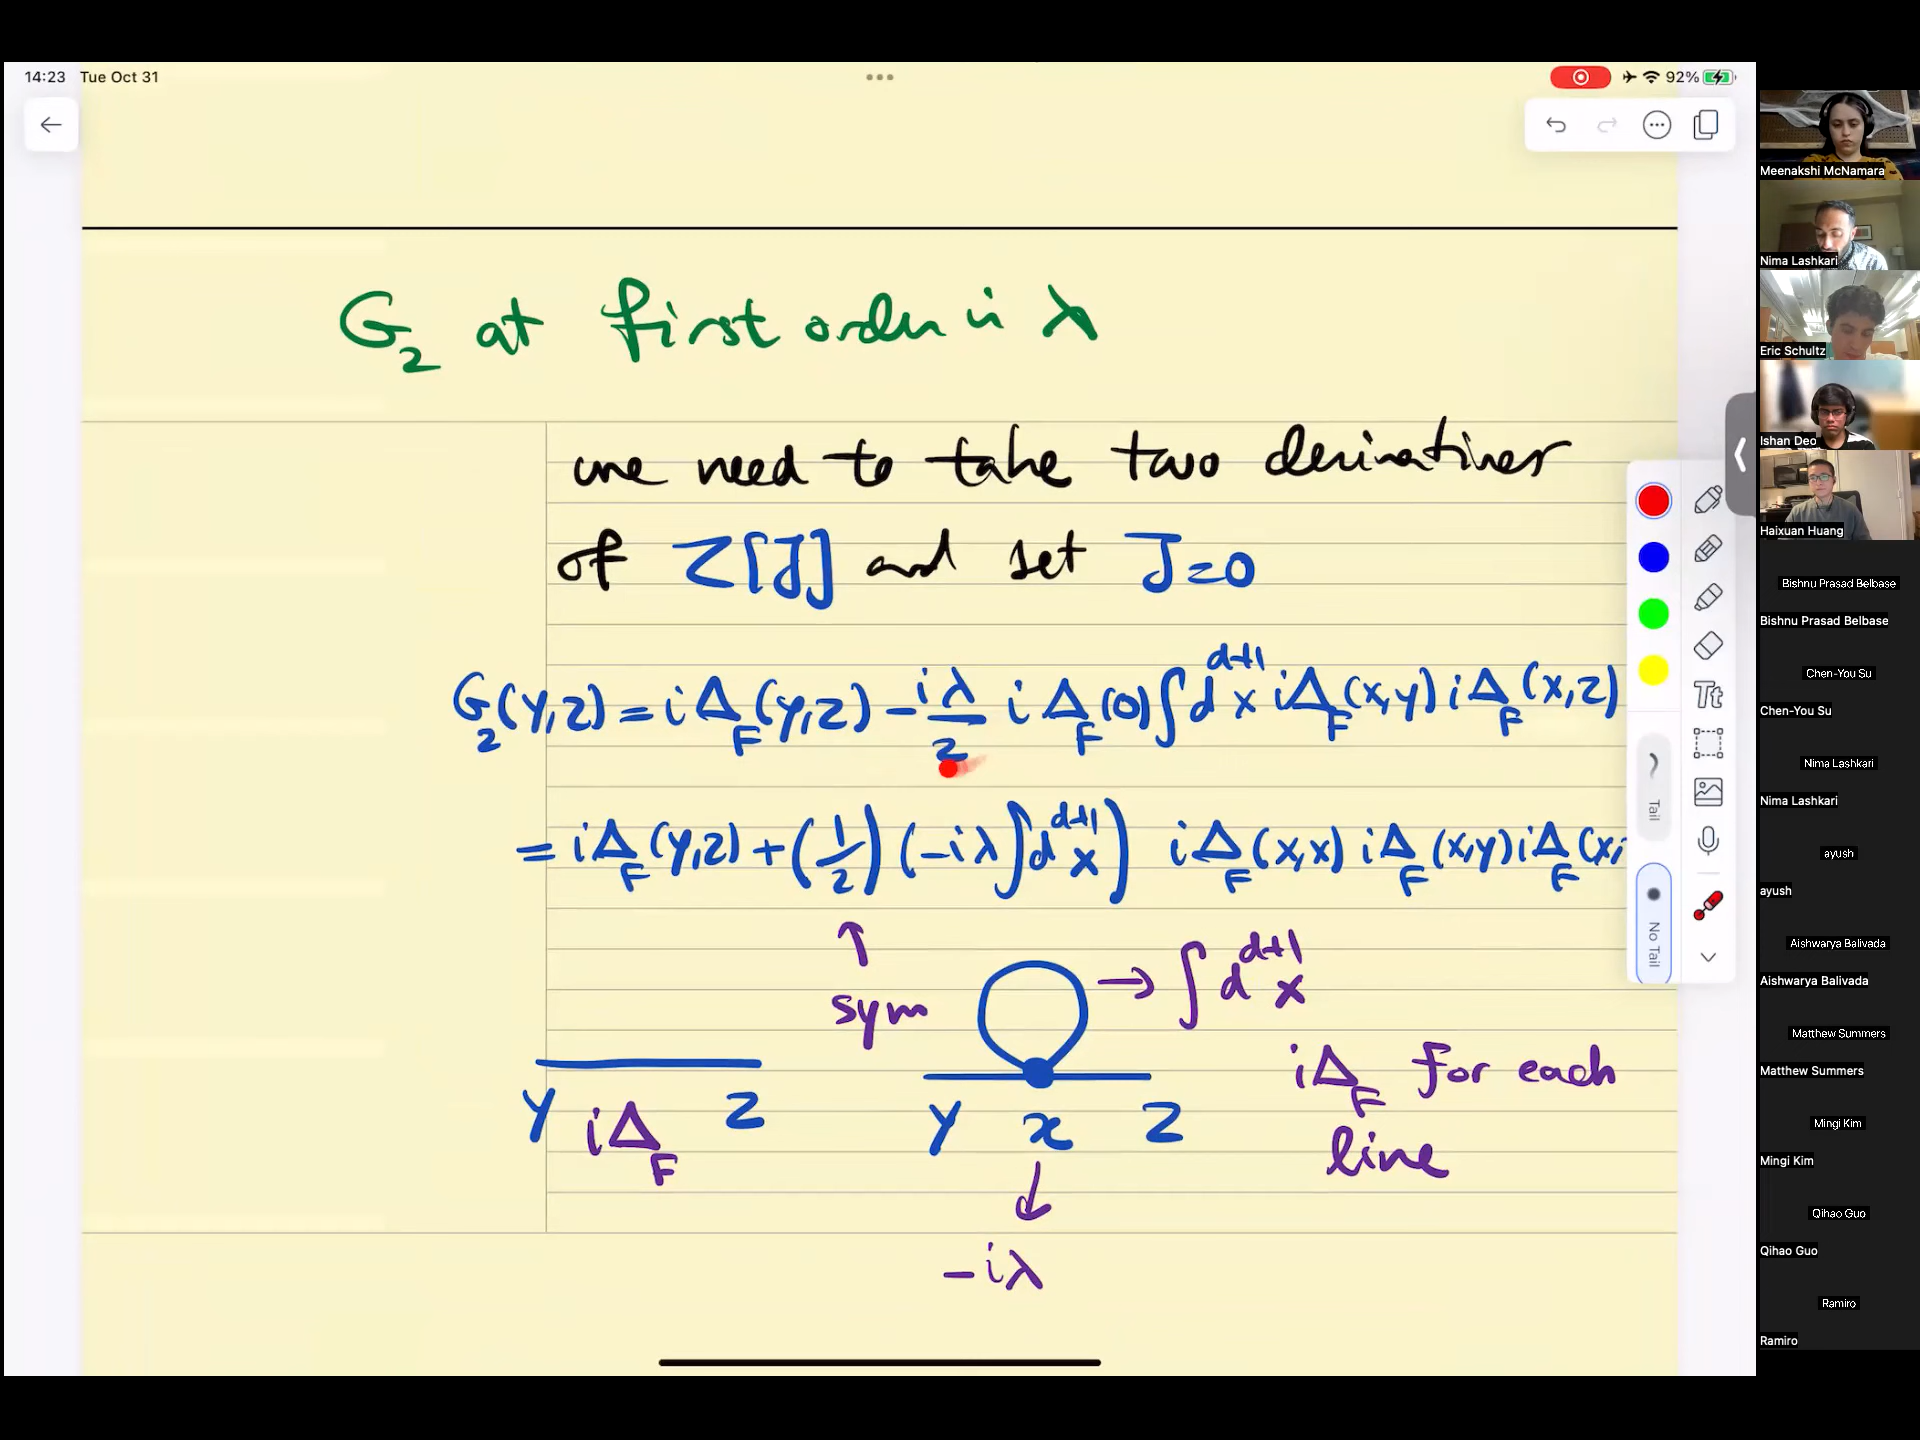 14:23 Tue Oct 31
92%
G₂ at first order in λ
we need to take two derivatives
of Z[J] and set J=0
G₂(y,z) = iΔ_F(y,z) - iλ/2 iΔ_F(0) ∫d^{d+1}x iΔ_F(x,y) iΔ_F(x,z)
= iΔ_F(y,z) + (1/2) (-iλ∫d^{d+1}x) iΔ_F(x,x) iΔ_F(x,y) iΔ_F(x,
↑
sym
→ ∫d^{d+1}x
iΔ_F for each
line
y iΔ_F z
y x z
↓
-iλ
Tt
Tail
No Tail
Meenakshi McNamara
Nima Lashkari
Eric Schultz
Ishan Deo
Haixuan Huang
Bishnu Prasad Belbase
Bishnu Prasad Belbase
Chen-You Su
Chen-You Su
Nima Lashkari
Nima Lashkari
ayush
ayush
Aishwarya Balivada
Aishwarya Balivada
Matthew Summers
Matthew Summers
Mingi Kim
Mingi Kim
Qihao Guo
Qihao Guo
Ramiro
Ramiro